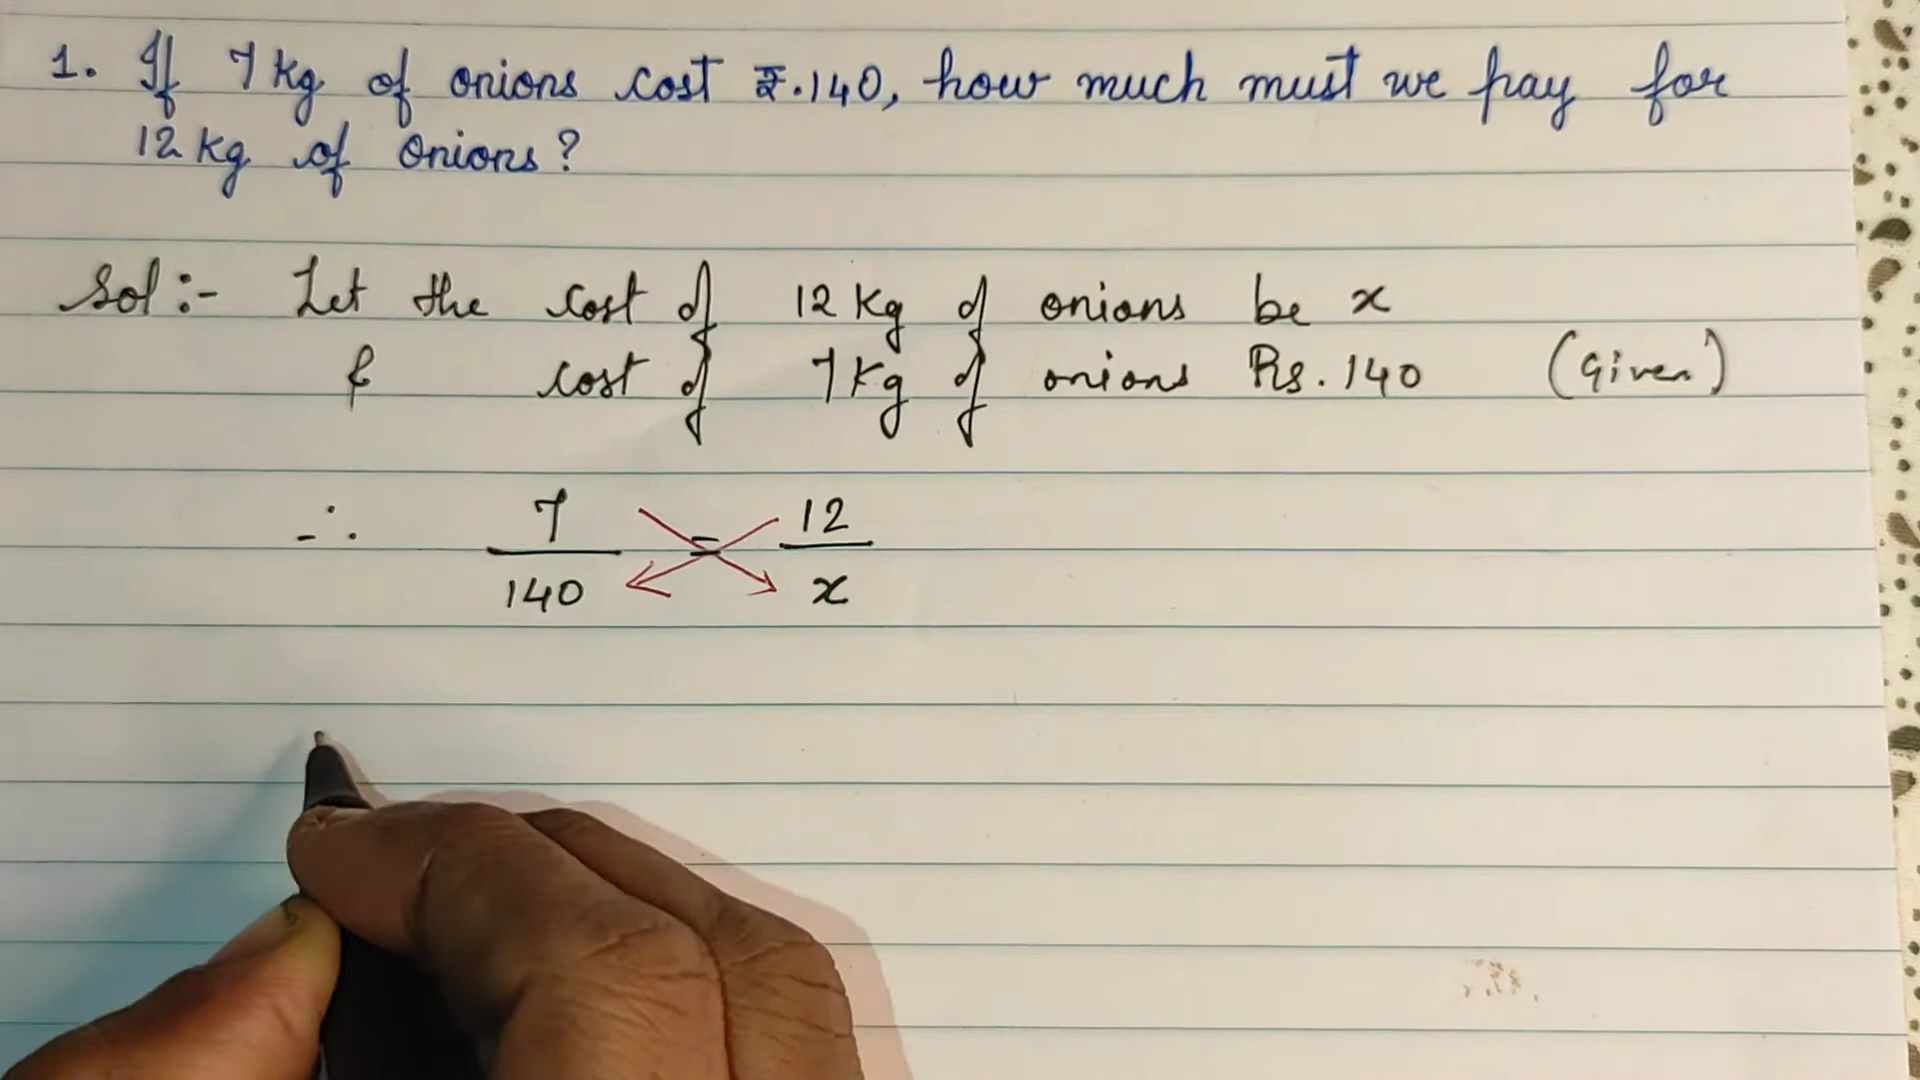 1. If 7 kg of onions cost ₹.140, how much must we pay for
12 kg of onions?
Sol:- Let the cost of 12 kg of onions be x
& cost of 7 kg of onions Rs. 140 (Given)
∴ 7/140 = 12/x